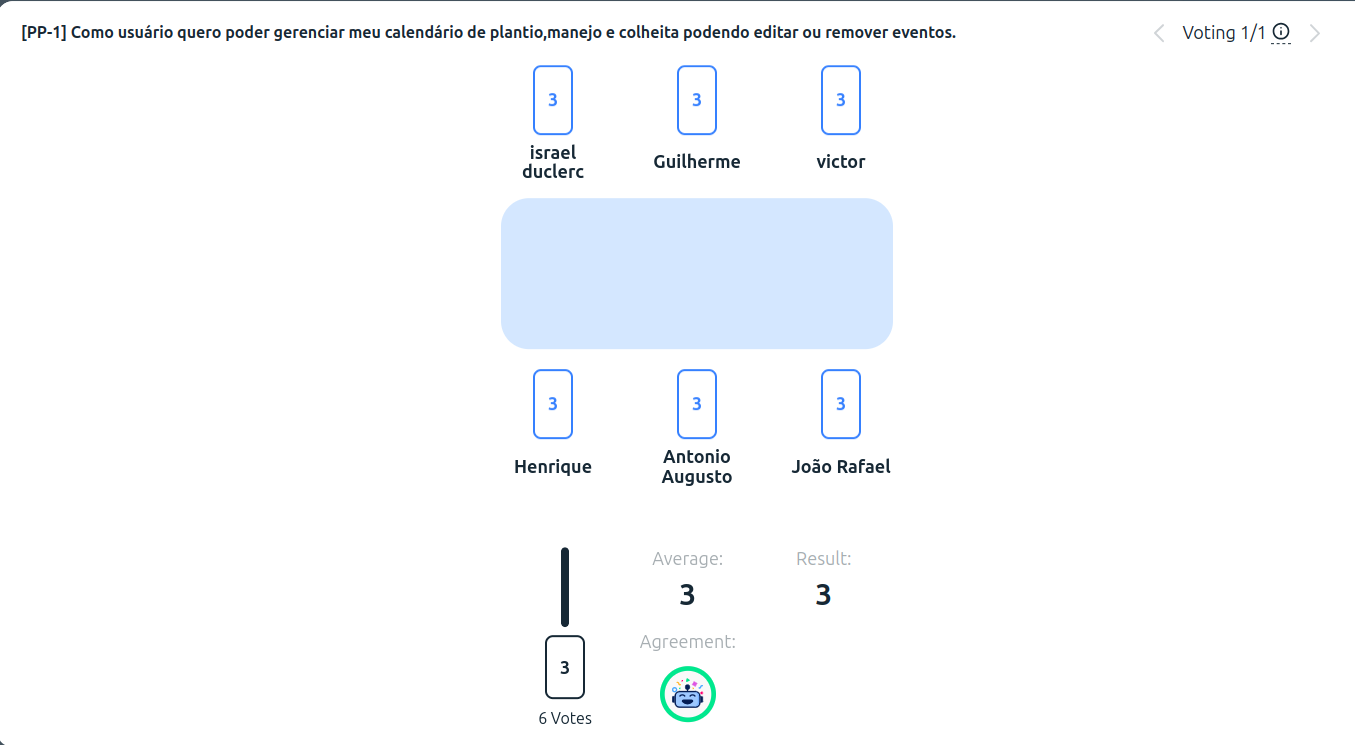 [PP-1] Como usuário quero poder gerenciar meu calendário de plantio,manejo e colheita podendo editar ou remover eventos.
Voting 1/1
3
3
3
israel
duclerc
Guilherme
victor
3
3
3
Henrique
Antonio
Augusto
João Rafael
Average:
3
Result:
3
Agreement:
3
6 Votes